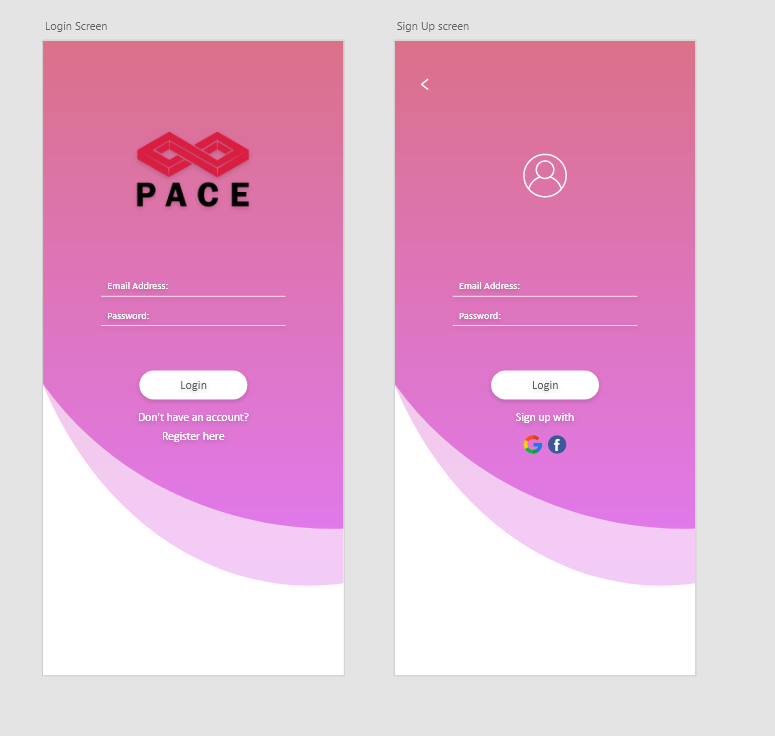 Login Screen
PACE
Email Address:
Password:
Login
Don't have an account?
Register here
Sign Up screen
Email Address:
Password:
Login
Sign up with